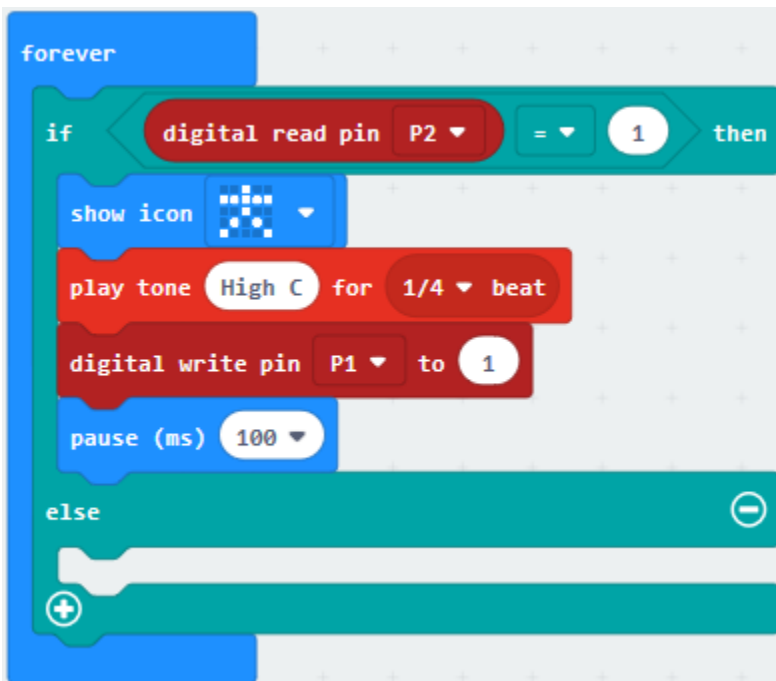 forever
if digital read pin P2 = 1 then
show icon
play tone High C for 1/4 beat
digital write pin P1 to 1
pause (ms) 100
else